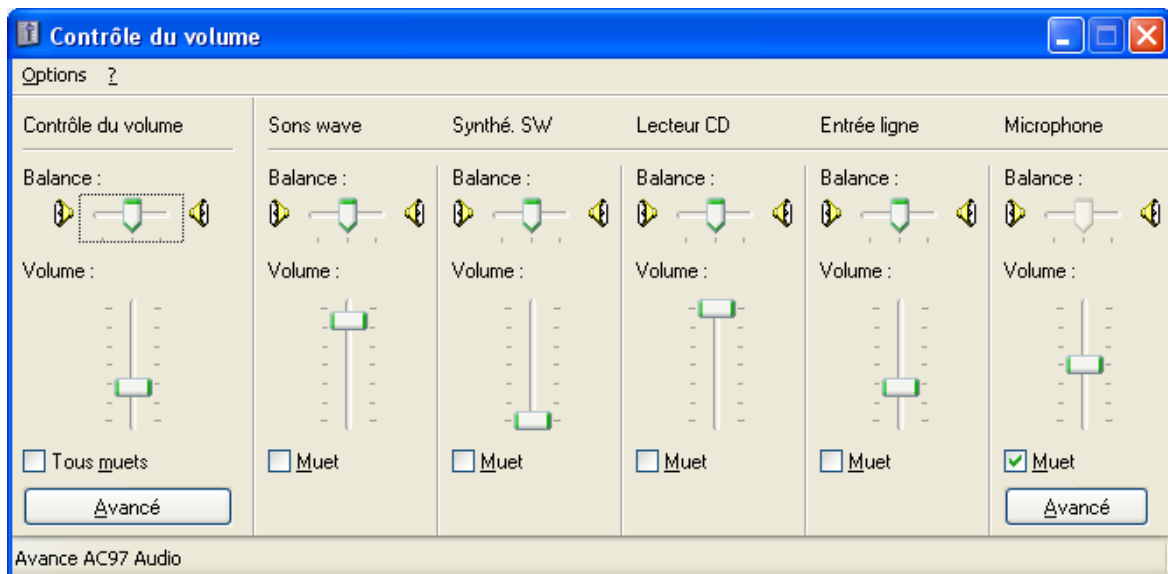 Contrôle du volume
Options ?
Contrôle du volume
Sons wave
Synthé. SW
Lecteur CD
Entrée ligne
Microphone
Balance :
Balance :
Balance :
Balance :
Balance :
Balance :
Volume :
Volume :
Volume :
Volume :
Volume :
Volume :
Tous muets
Muet
Muet
Muet
Muet
Muet
Avancé
Avancé
Avance AC97 Audio